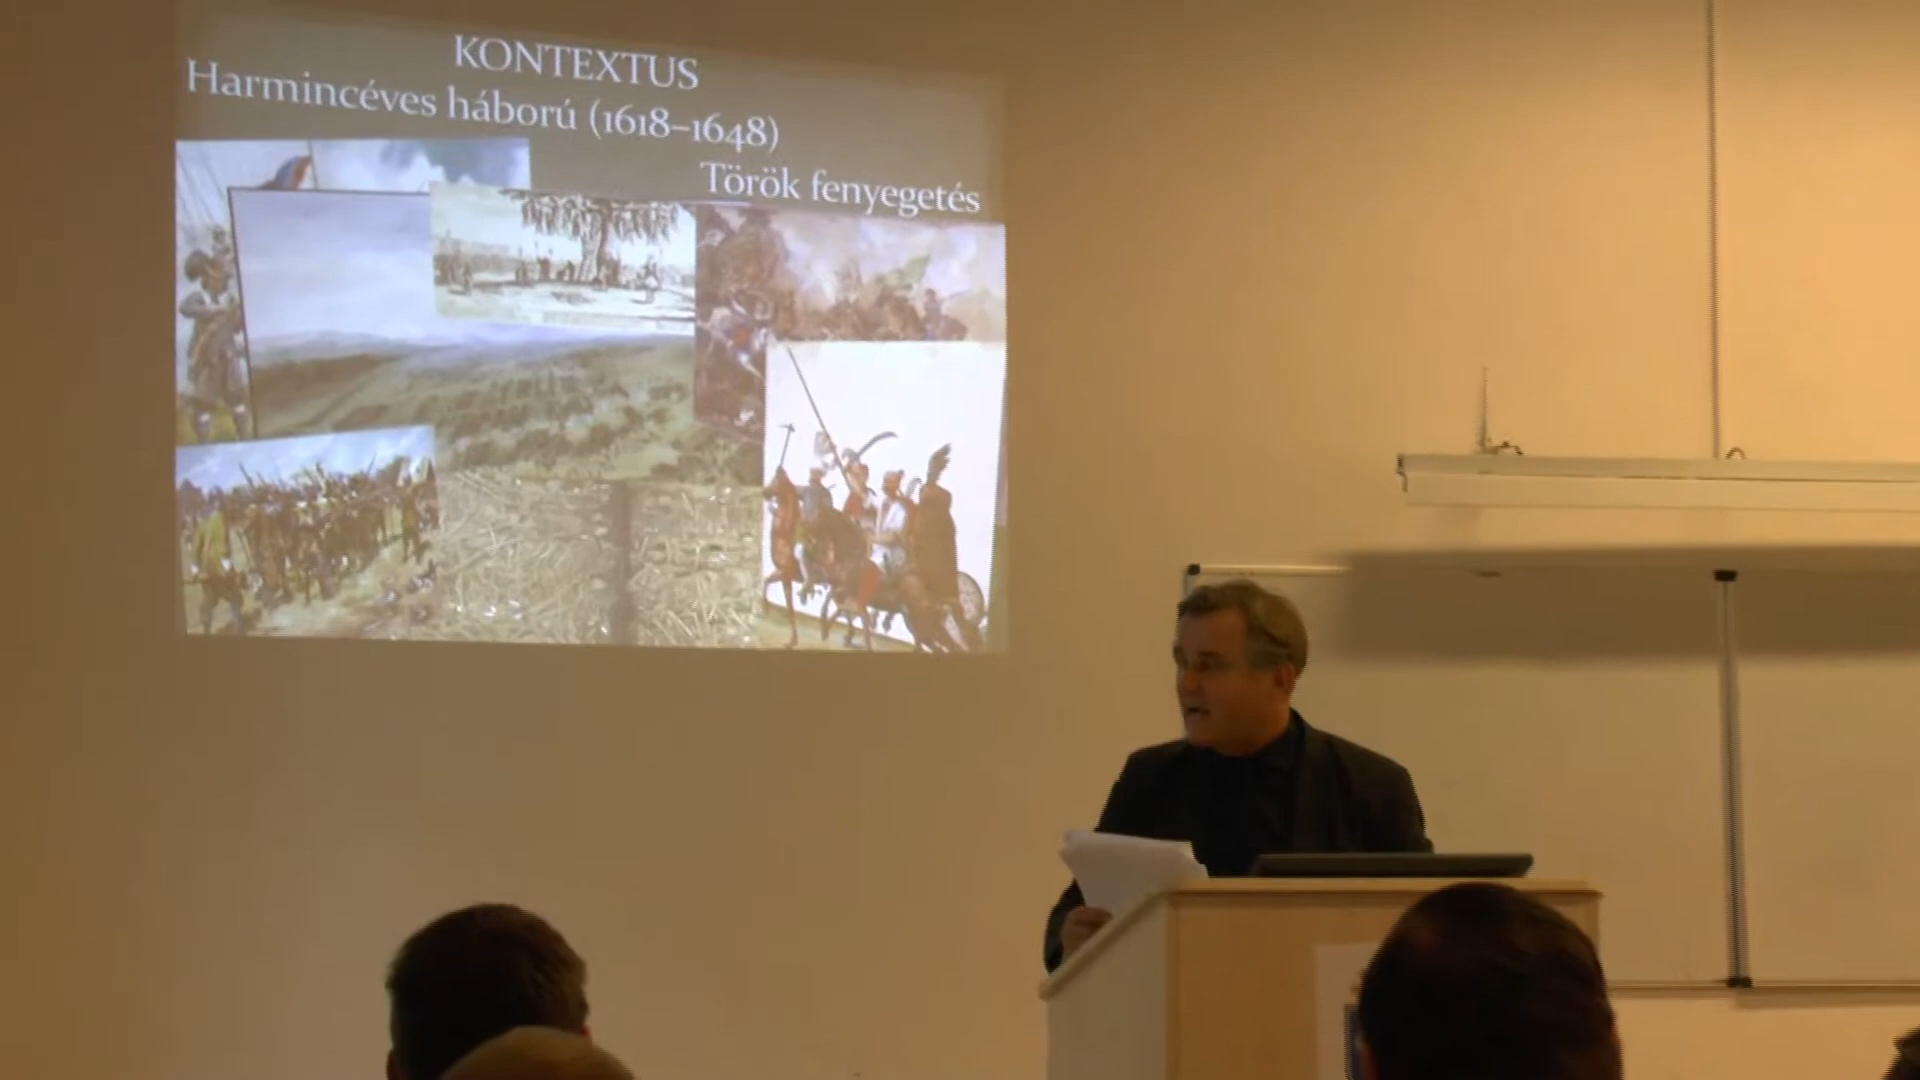 KONTEXTUS
Harmincéves háború (1618–1648)
Török fenyegetés